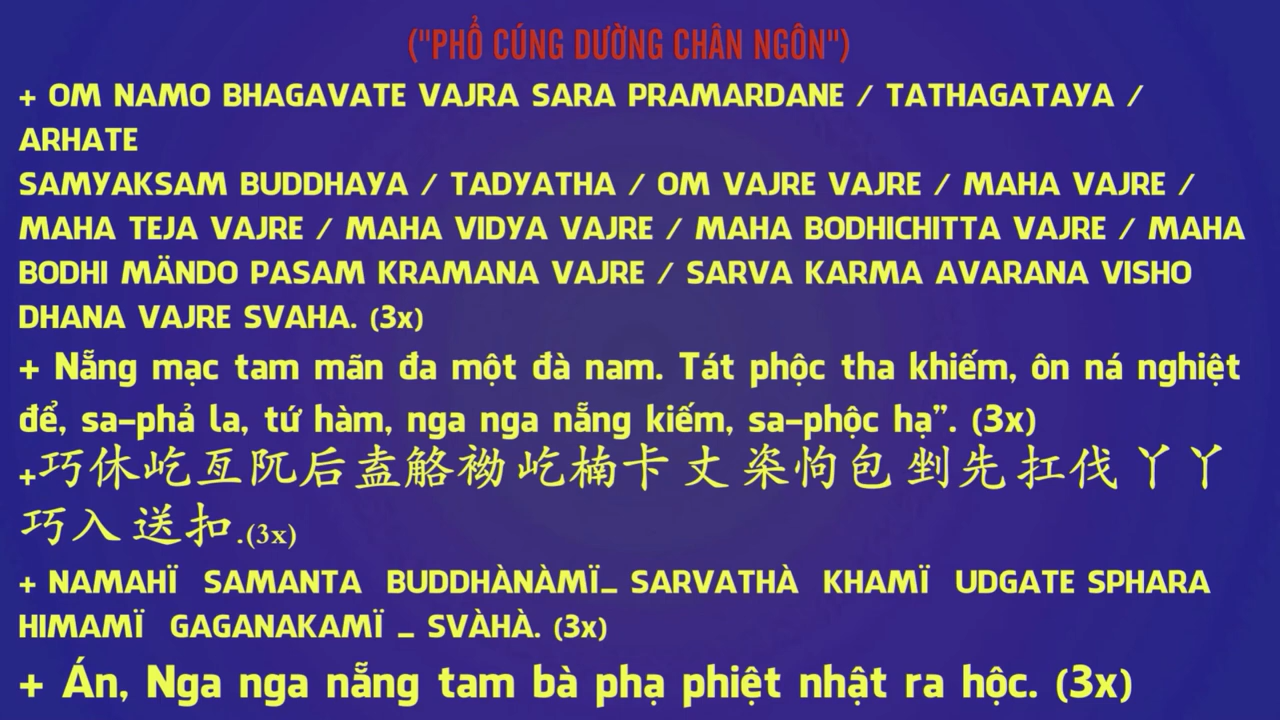 ("PHỔ CÚNG DƯỜNG CHÂN NGÔN")
+ OM NAMO BHAGAVATE VAJRA SARA PRAMARDANE / TATHAGATAYA /
ARHATE
SAMYAKSAM BUDDHAYA / TADYATHA / OM VAJRE VAJRE / MAHA VAJRE /
MAHA TEJA VAJRE / MAHA VIDYA VAJRE / MAHA BODHICHITTA VAJRE / MAHA
BODHI MÄNDO PASAM KRAMANA VAJRE / SARVA KARMA AVARANA VISHO
DHANA VAJRE SVAHA. (3x)
+ Nẵng mạc tam mãn đa một đà nam. Tát phộc tha khiếm, ôn ná nghiệt
để, sa-phả la, tứ hàm, nga nga nẵng kiếm, sa-phộc hạ”. (3x)
+巧休屹亙阢后盍觡袎屹楠卡丈栥怐包剉先扛伐丫丫
巧入送扣.(3x)
+ NAMAHÏ SAMANTA BUDDHÀNÀMÏ_ SARVATHÀ KHAMÏ UDGATE SPHARA
HIMAMÏ GAGANAKAMÏ _ SVÀHÀ. (3x)
+ Án, Nga nga nẵng tam bà phạ phiệt nhật ra hộc. (3x)